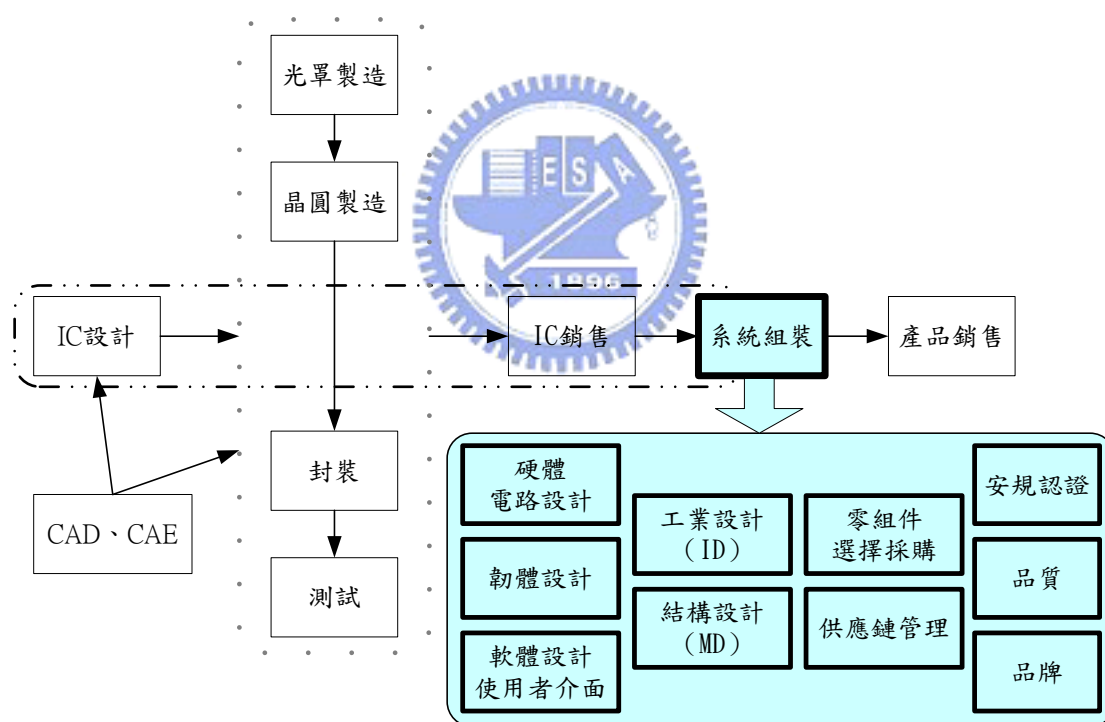 光罩製造
晶圓製造
E S A
1896
IC設計
IC銷售
系統組裝
產品銷售
CAD、CAE
封裝
測試
硬體
電路設計
韌體設計
軟體設計
使用者介面
工業設計
(ID)
結構設計
(MD)
零組件
選擇採購
供應鏈管理
安規認證
品質
品牌